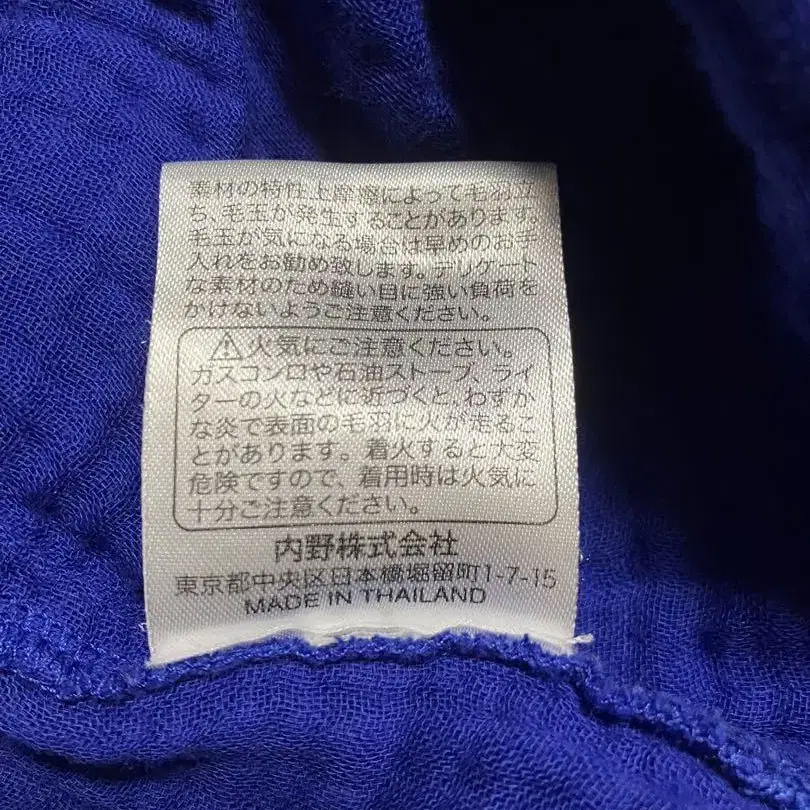 素材の特性上摩擦によって毛羽立
ち、毛玉が発生することがあります。
毛玉が気になる場合は早めのお手
入れをお勧め致します。デリケート
な素材のため縫い目に強い負荷を
かけないようご注意ください。
火気にご注意ください。
ガスコンロや石油ストーブ、ライ
ターの火などに近づくと、わずか
な炎で表面の毛羽に火が走るこ
とがあります。着火すると大変
危険ですので、着用時は火気に
十分ご注意ください。
内野株式会社
東京都中央区日本橋堀留町1-7-15
MADE IN THAILAND